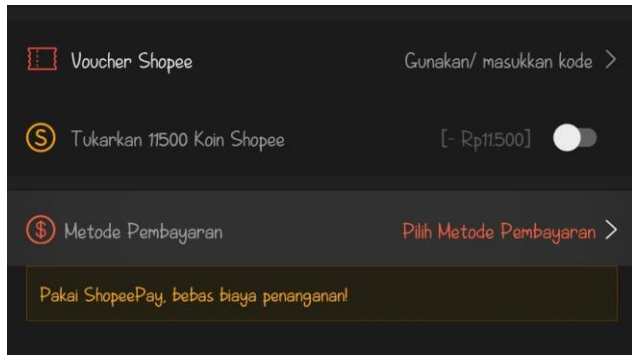 Voucher Shopee
Gunakan/ masukkan kode >
S Tukarkan 11500 Koin Shopee
[- Rp11.500]
$ Metode Pembayaran
Pilih Metode Pembayaran >
Pakai ShopeePay, bebas biaya penanganan!